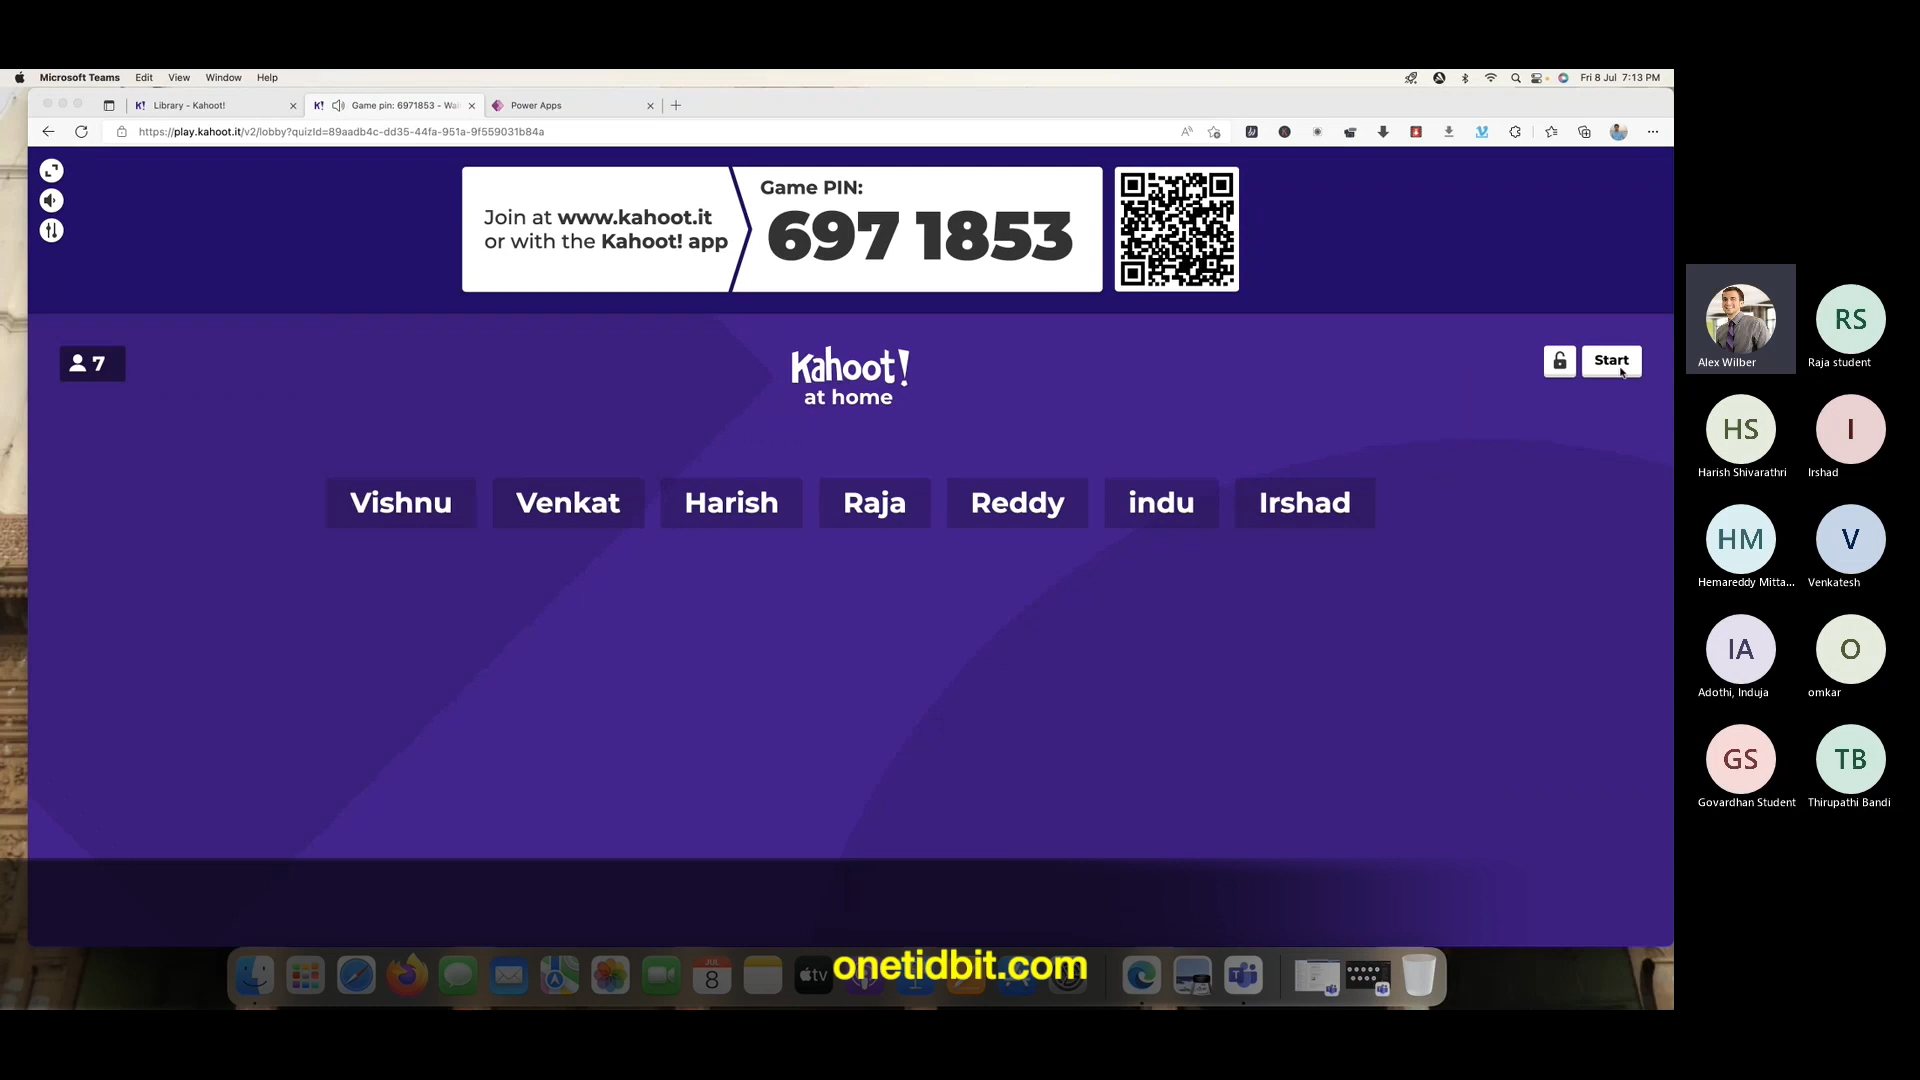 Microsoft Teams Edit View Window Help
Fri 8 Jul 7:13 PM
Library - Kahoot!
Game pin: 6971853 - Wai
Power Apps
https://play.kahoot.it/v2/lobby?quizId=89aadb4c-dd35-44fa-951a-9f559031b84a
Join at www.kahoot.it
or with the Kahoot! app
Game PIN:
697 1853
7
Kahoot!
at home
Start
Vishnu Venkat Harish Raja Reddy indu Irshad
Alex Wilber
RS
Raja student
HS
Harish Shivarathri
I
Irshad
HM
Hemareddy Mitta...
V
Venkatesh
IA
Adothi, Induja
O
omkar
GS
Govardhan Student
TB
Thirupathi Bandi
JUL
8
tv
onetidbit.com